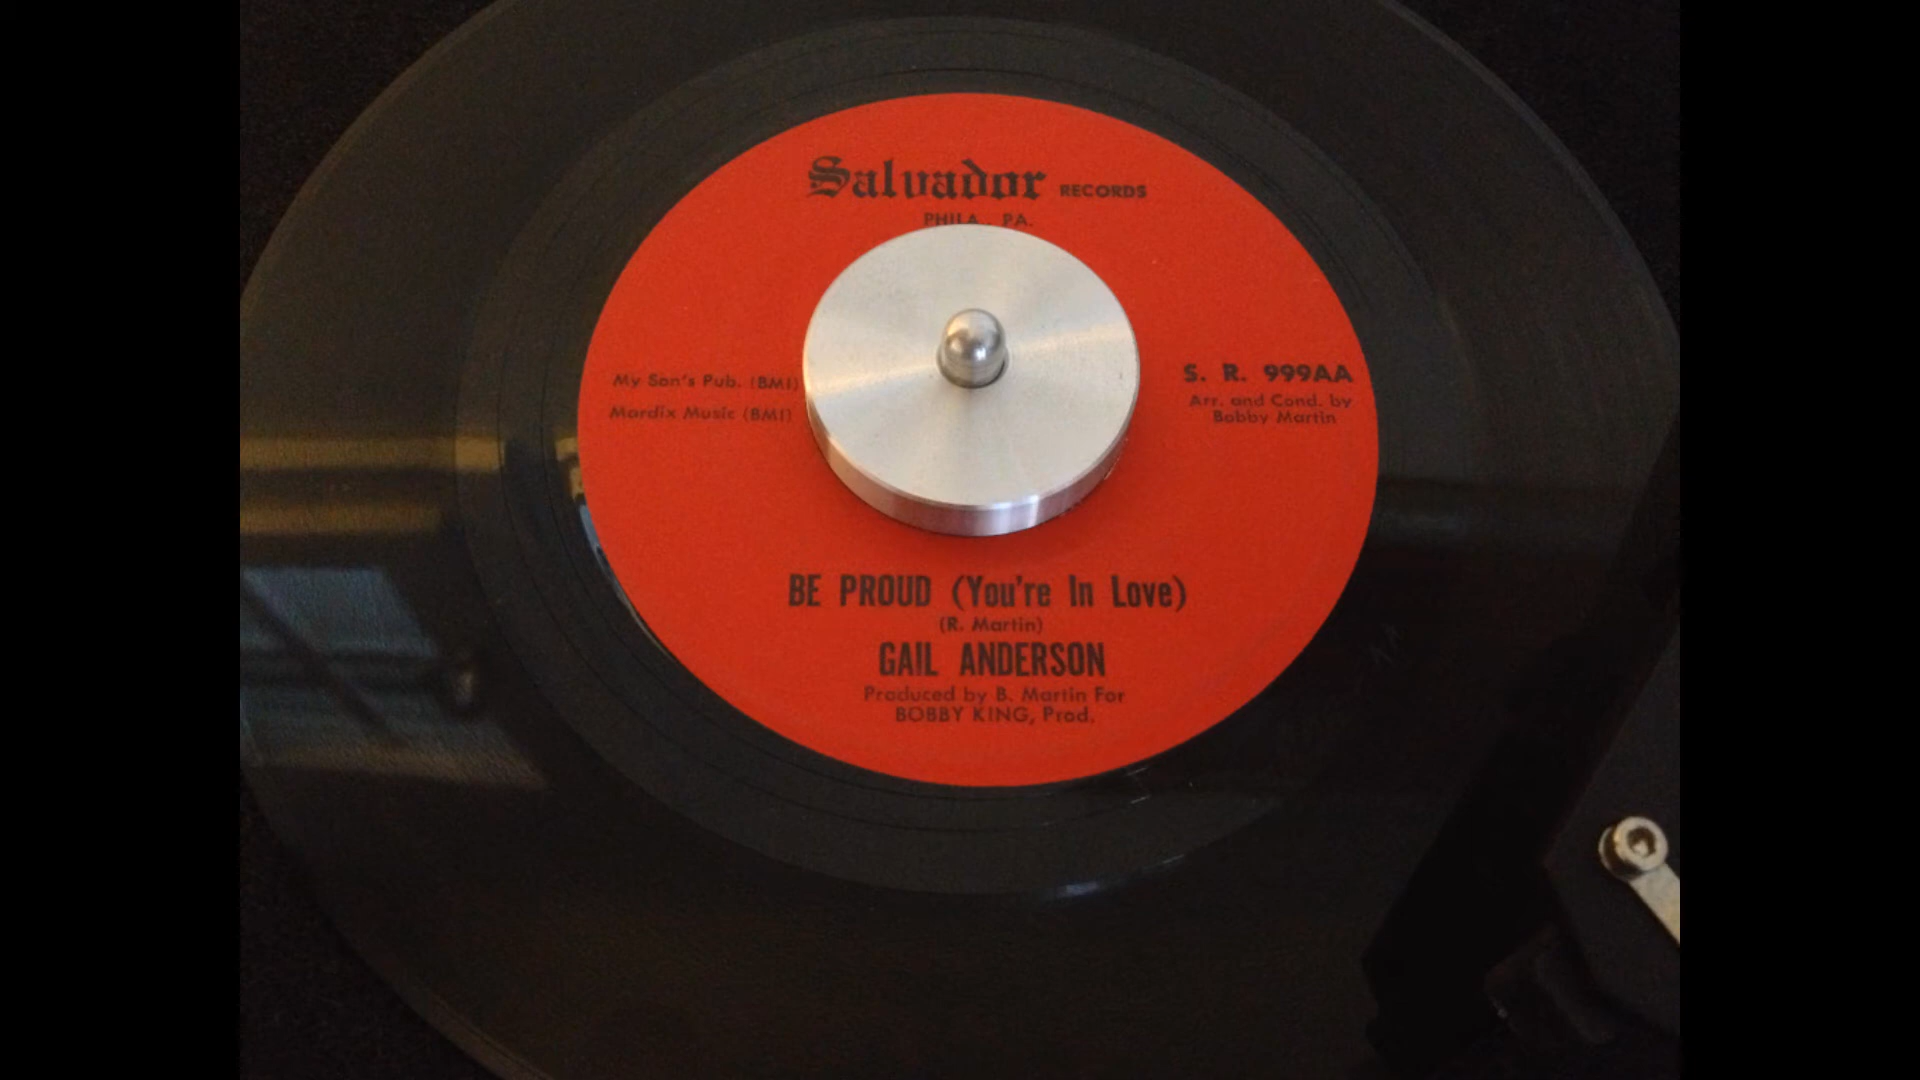 Salvador RECORDS
PHILA., PA.
My Son's Pub. (BMI)
Mardix Music (BMI)
S. R. 999AA
Arr. and Cond. by
Bobby Martin
BE PROUD (You're In Love)
(R. Martin)
GAIL ANDERSON
Produced by B. Martin For
BOBBY KING, Prod.